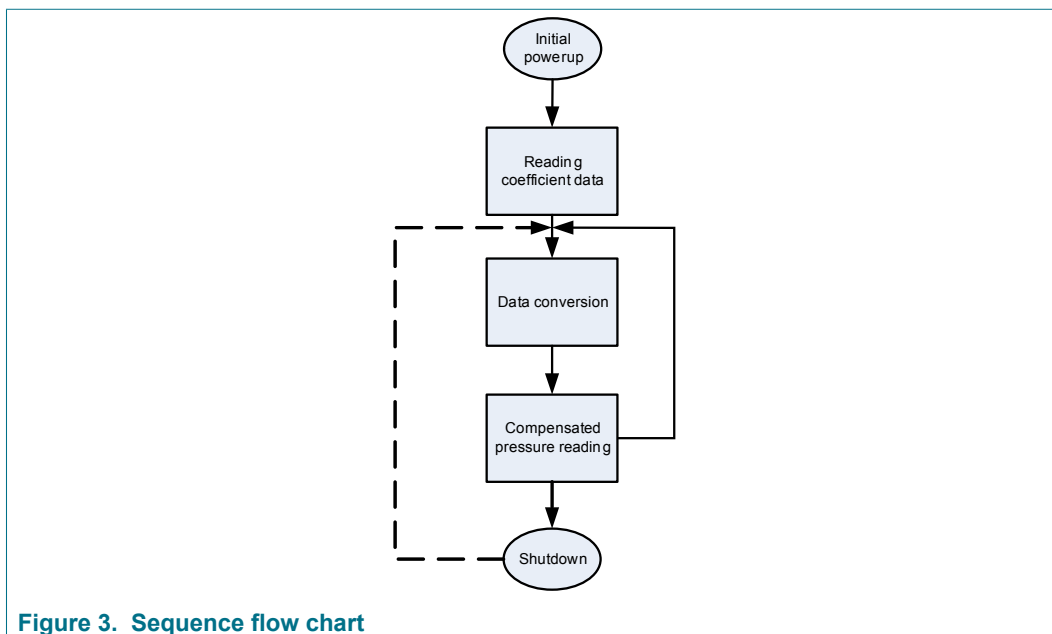 Initial
powerup
Reading
coefficient data
Data conversion
Compensated
pressure reading
Shutdown
Figure 3. Sequence flow chart